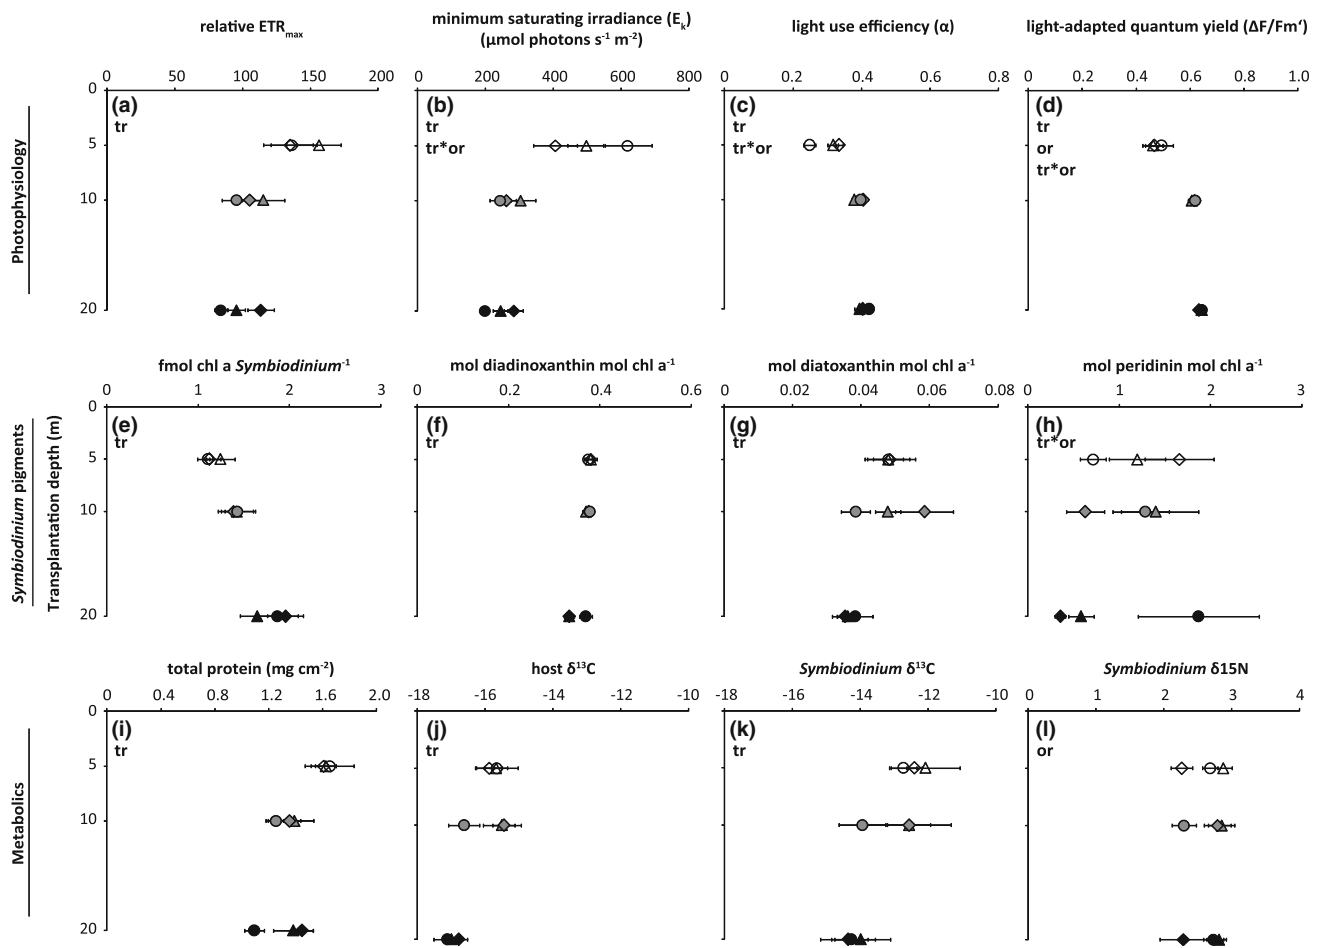 relative ETRmax
minimum saturating irradiance (Ek)
(µmol photons s-1 m-2)
light use efficiency (α)
light-adapted quantum yield (ΔF/Fm‘)
0 50 100 150 200
0 200 400 600 800
0 0.2 0.4 0.6 0.8
0 0.2 0.4 0.6 0.8 1.0
Photophysiology
0
5
10
20
(a)
tr
(b)
tr
tr*or
(c)
tr
tr*or
(d)
tr
or
tr*or
fmol chl a Symbiodinium-1
mol diadinoxanthin mol chl a-1
mol diatoxanthin mol chl a-1
mol peridinin mol chl a-1
0 1 2 3
0 0.2 0.4 0.6
0 0.02 0.04 0.06 0.08
0 1 2 3
Symbiodinium pigments
Transplantation depth (m)
0
5
10
20
(e)
tr
(f)
tr
(g)
tr
(h)
tr*or
total protein (mg cm-2)
host δ13C
Symbiodinium δ13C
Symbiodinium δ15N
0 0.4 0.8 1.2 1.6 2.0
-18 -16 -14 -12 -10
-18 -16 -14 -12 -10
0 1 2 3 4
Metabolics
0
5
10
20
(i)
tr
(j)
tr
(k)
tr
(l)
or